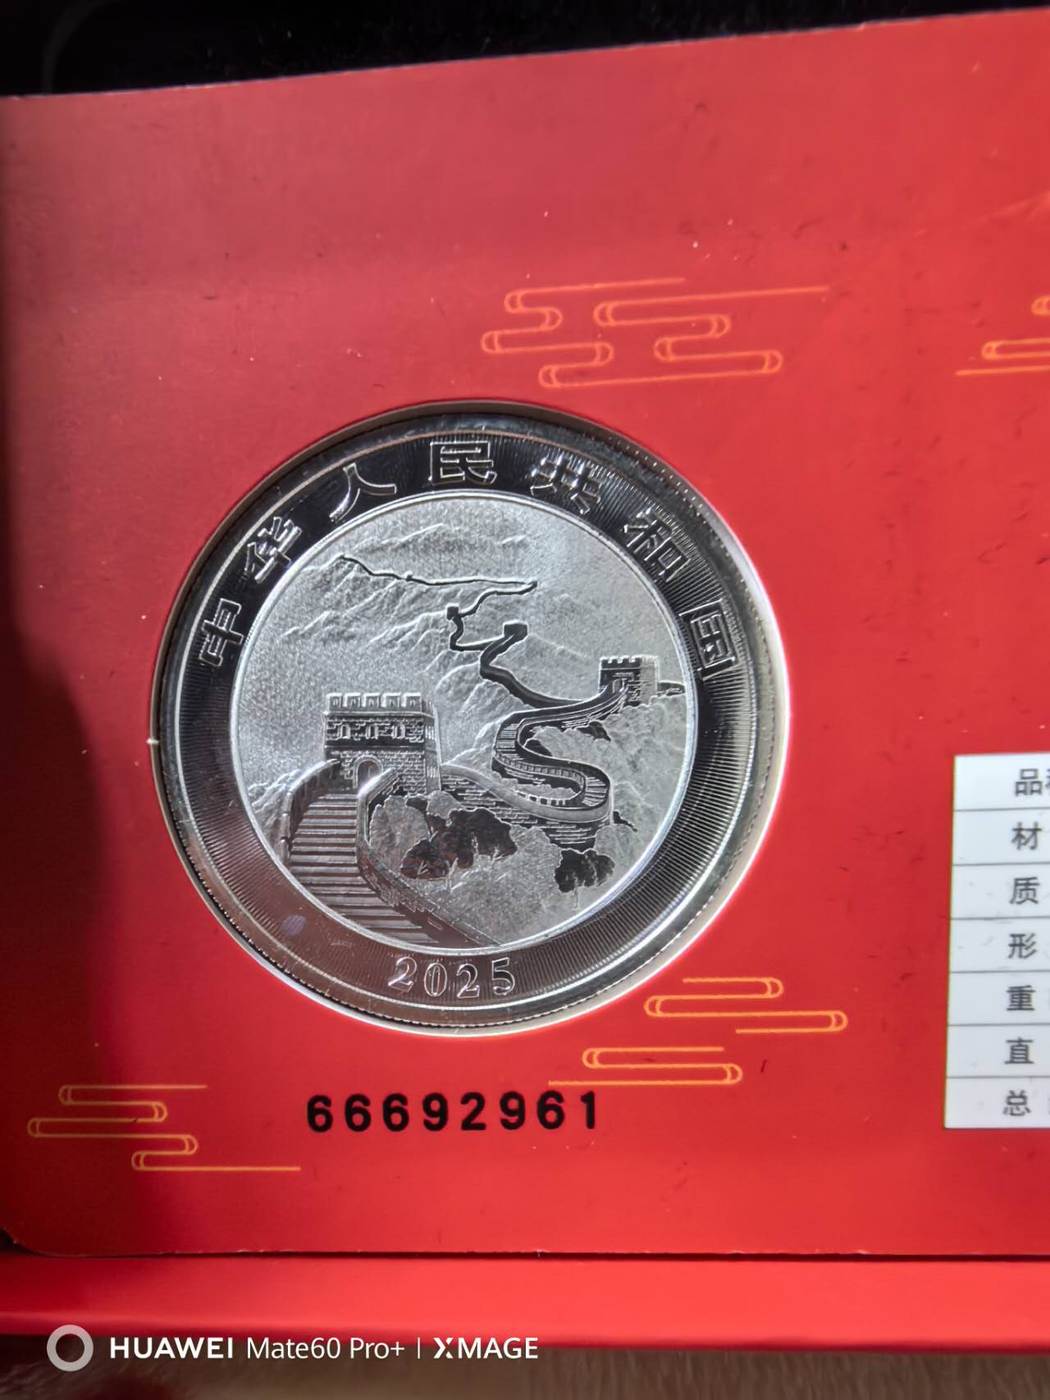 中华人民共和国
2025
66692961
品
材
质
形
重
直
总
HUAWEI Mate60 Pro+ | XMAGE